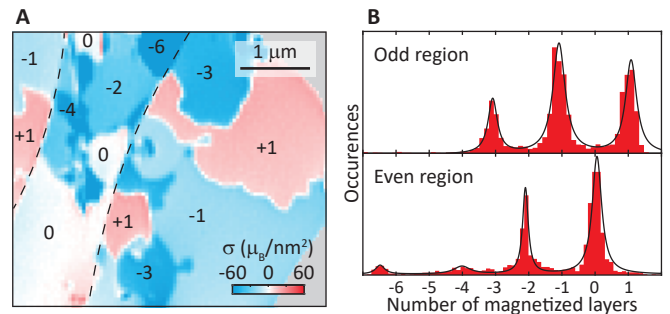 A
B
0
-1
-6
-2
-3
1 μm
-4
+1
0
+1
0
+1
-1
-3
σ (μB/nm²)
-60 0 60
Odd region
Even region
Occurences
-6 -5 -4 -3 -2 -1 0 1
Number of magnetized layers